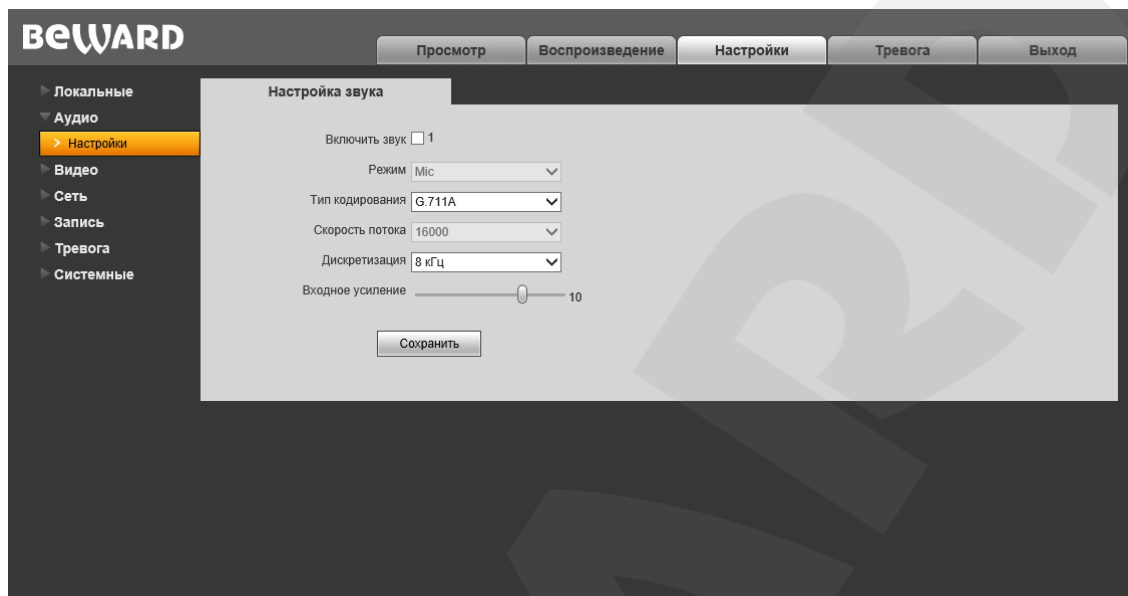 BEWARD
Просмотр
Воспроизведение
Настройки
Тревога
Выход
Локальные
Аудио
> Настройки
Видео
Сеть
Запись
Тревога
Системные
Настройка звука
Включить звук 1
Режим Mic
Тип кодирования G.711A
Скорость потока 16000
Дискретизация 8 кГц
Входное усиление 10
Сохранить